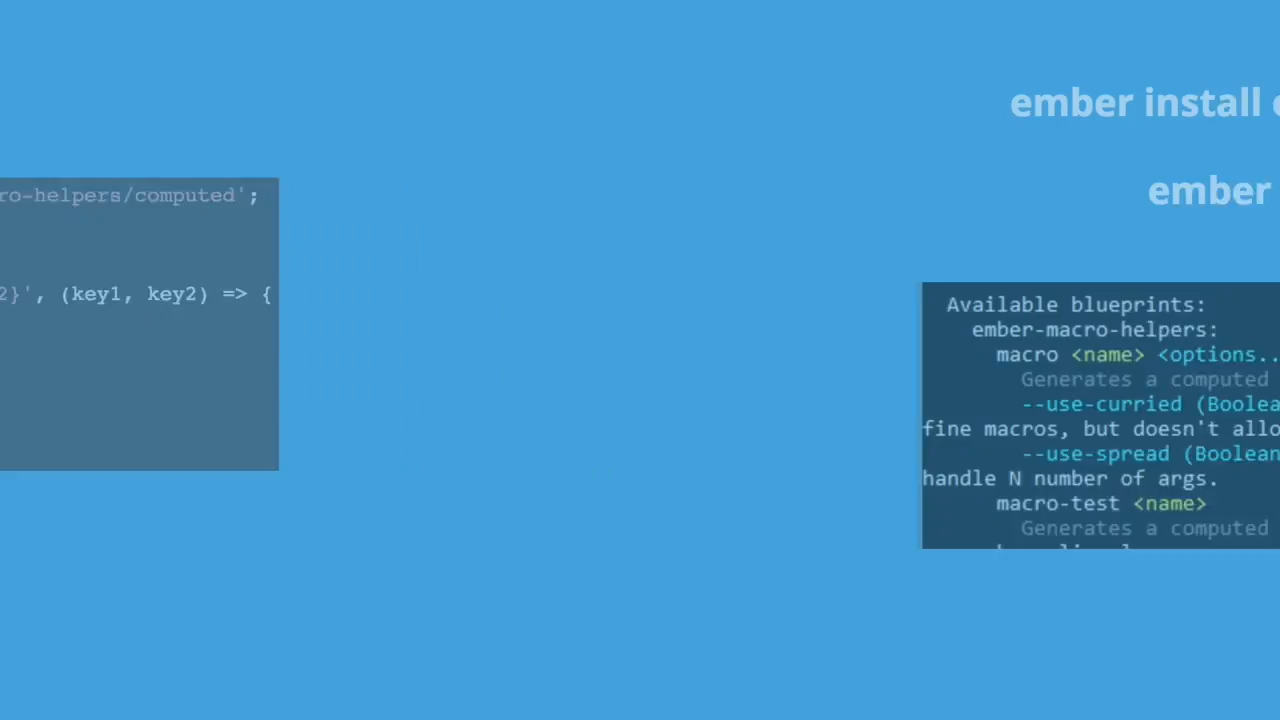 ro-helpers/computed';
2}', (key1, key2) => {
ember install
ember
Available blueprints:
ember-macro-helpers:
macro <name> <options..
Generates a computed
--use-curried (Boolea
fine macros, but doesn't allo
--use-spread (Boolean
handle N number of args.
macro-test <name>
Generates a computed